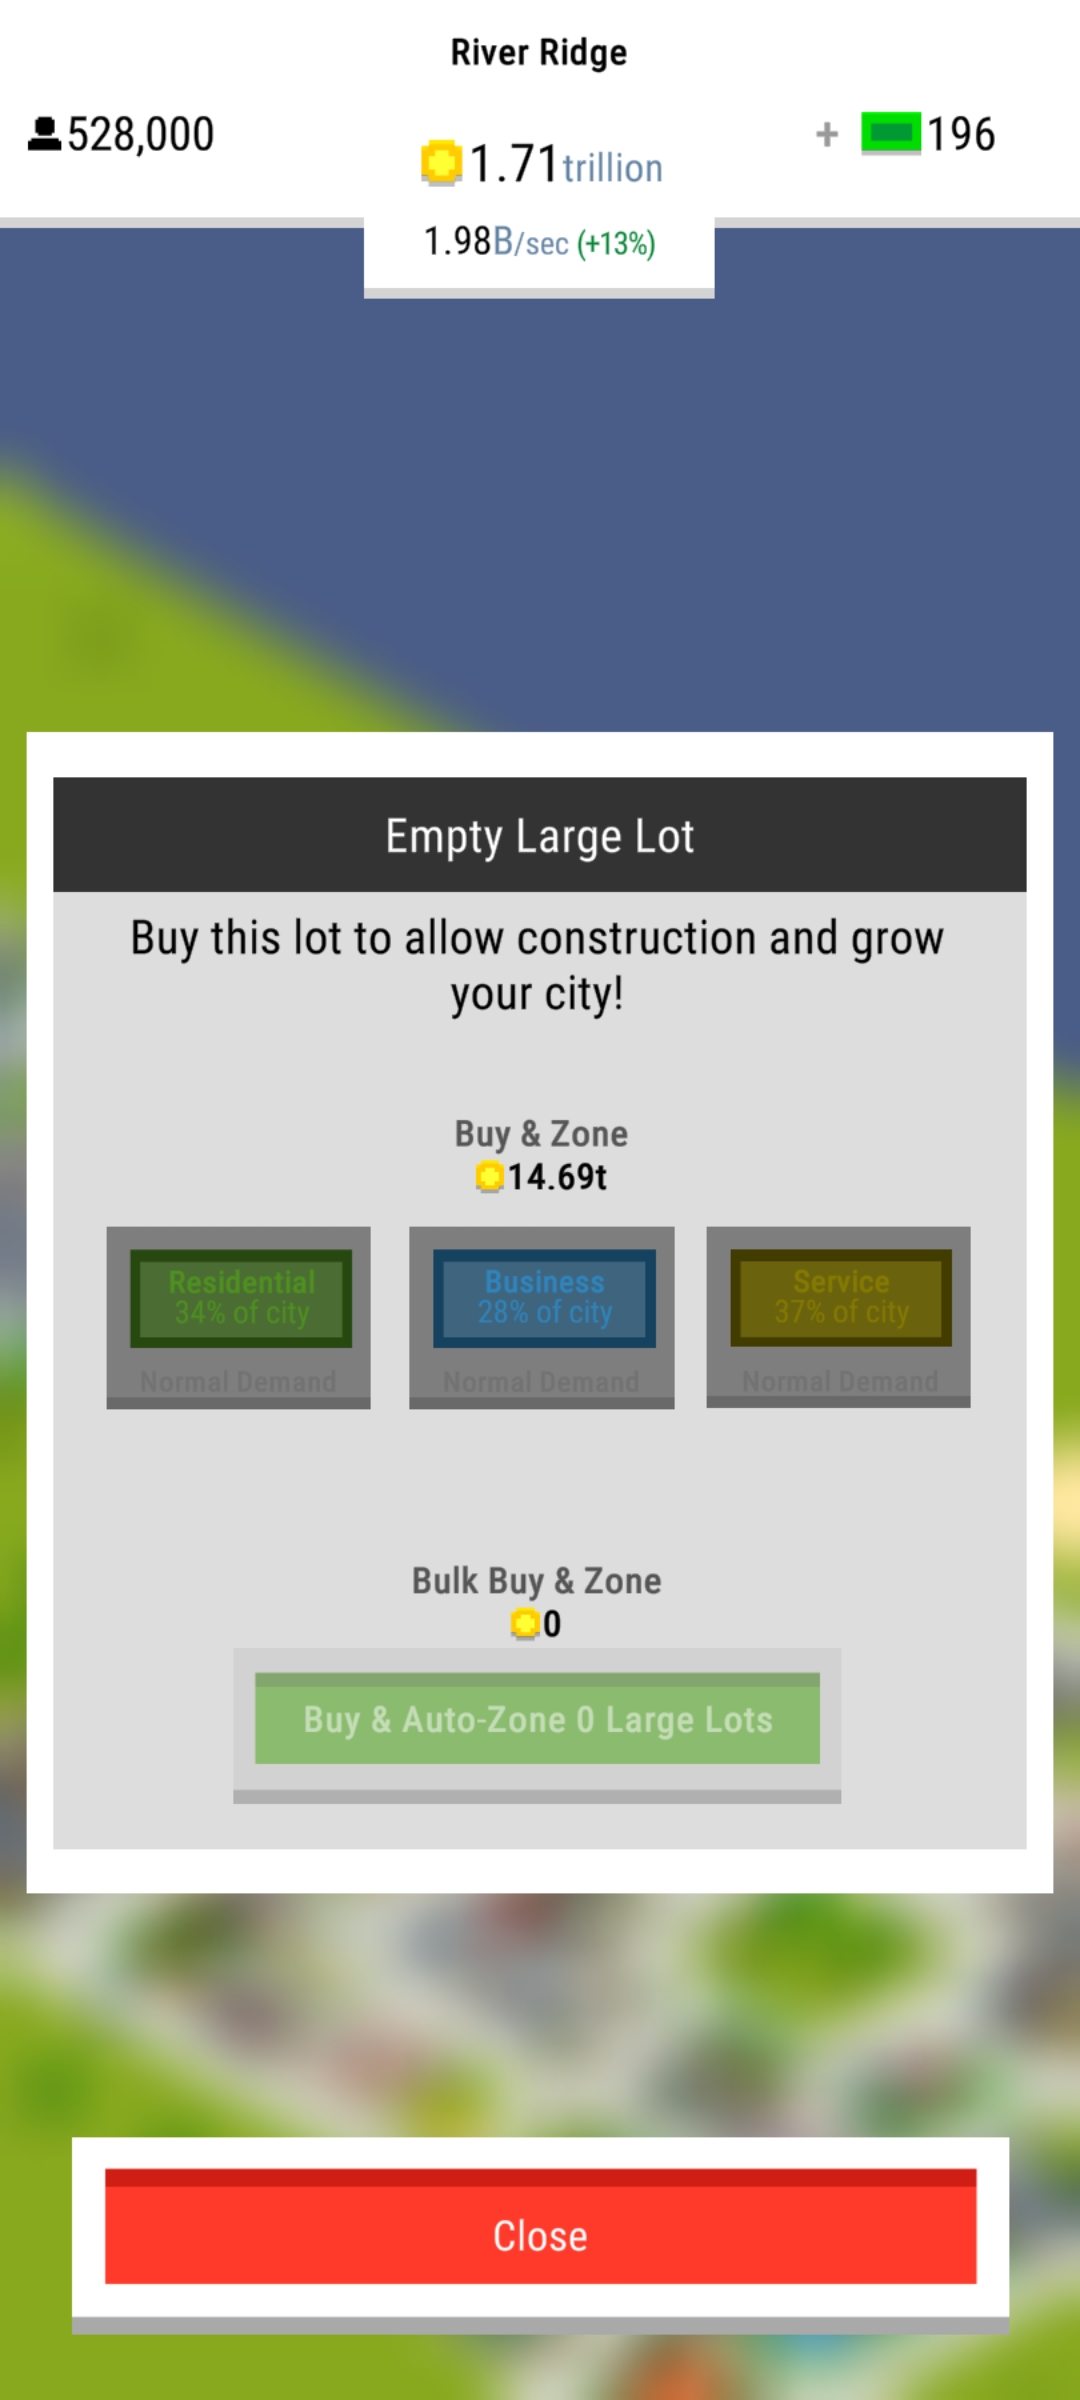 River Ridge
528,000
+ 196
1.71trillion
1.98B/sec (+13%)
Empty Large Lot
Buy this lot to allow construction and grow
your city!
Buy & Zone
14.69t
Residential
34% of city
Normal Demand
Business
28% of city
Normal Demand
Service
37% of city
Normal Demand
Bulk Buy & Zone
0
Buy & Auto-Zone 0 Large Lots
Close